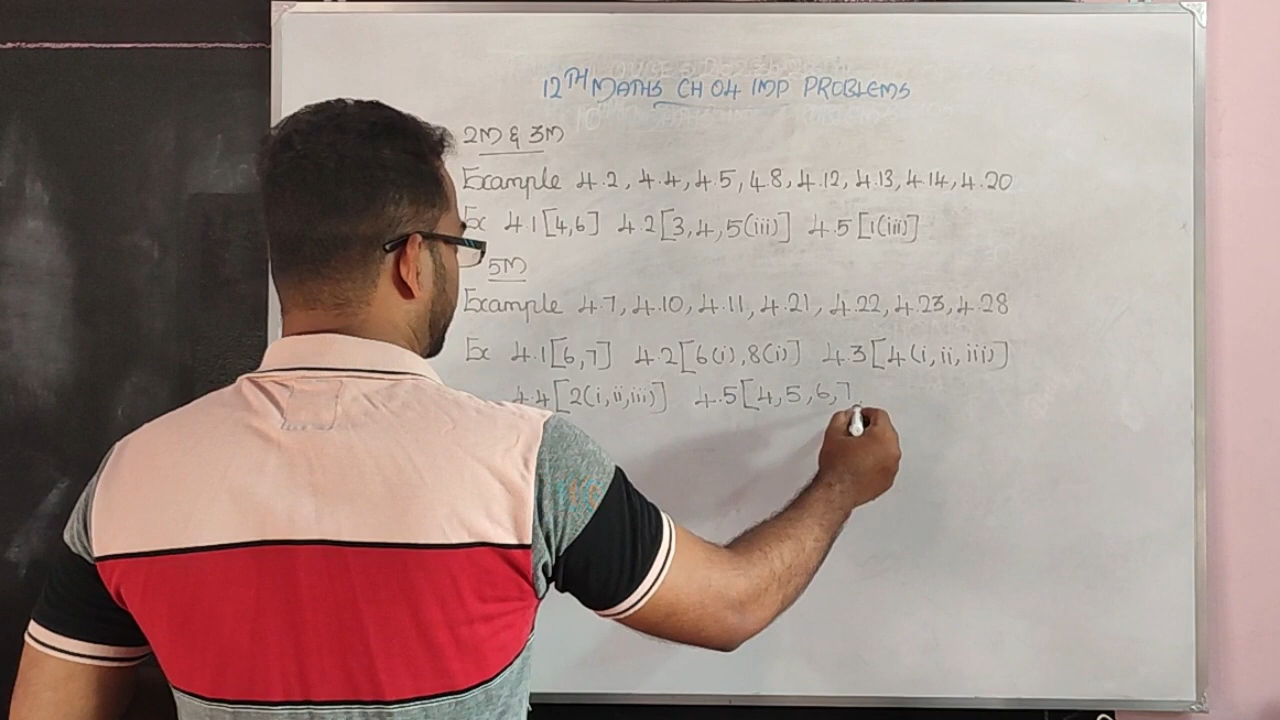 12TH MATHS CH 04 IMP PROBLEMS
2M & 3M
Example 4.2, 4.4, 4.5, 4.8, 4.12, 4.13, 4.14, 4.20
Ex 4.1[4,6] 4.2[3,4,5(iii)] 4.5[1(iii)]
5M
Example 4.7, 4.10, 4.11, 4.21, 4.22, 4.23, 4.28
Ex 4.1[6,7] 4.2[6(i),8(i)] 4.3[4(i,ii,iii)]
4.4[2(i,ii,iii)] 4.5[4,5,6,7,